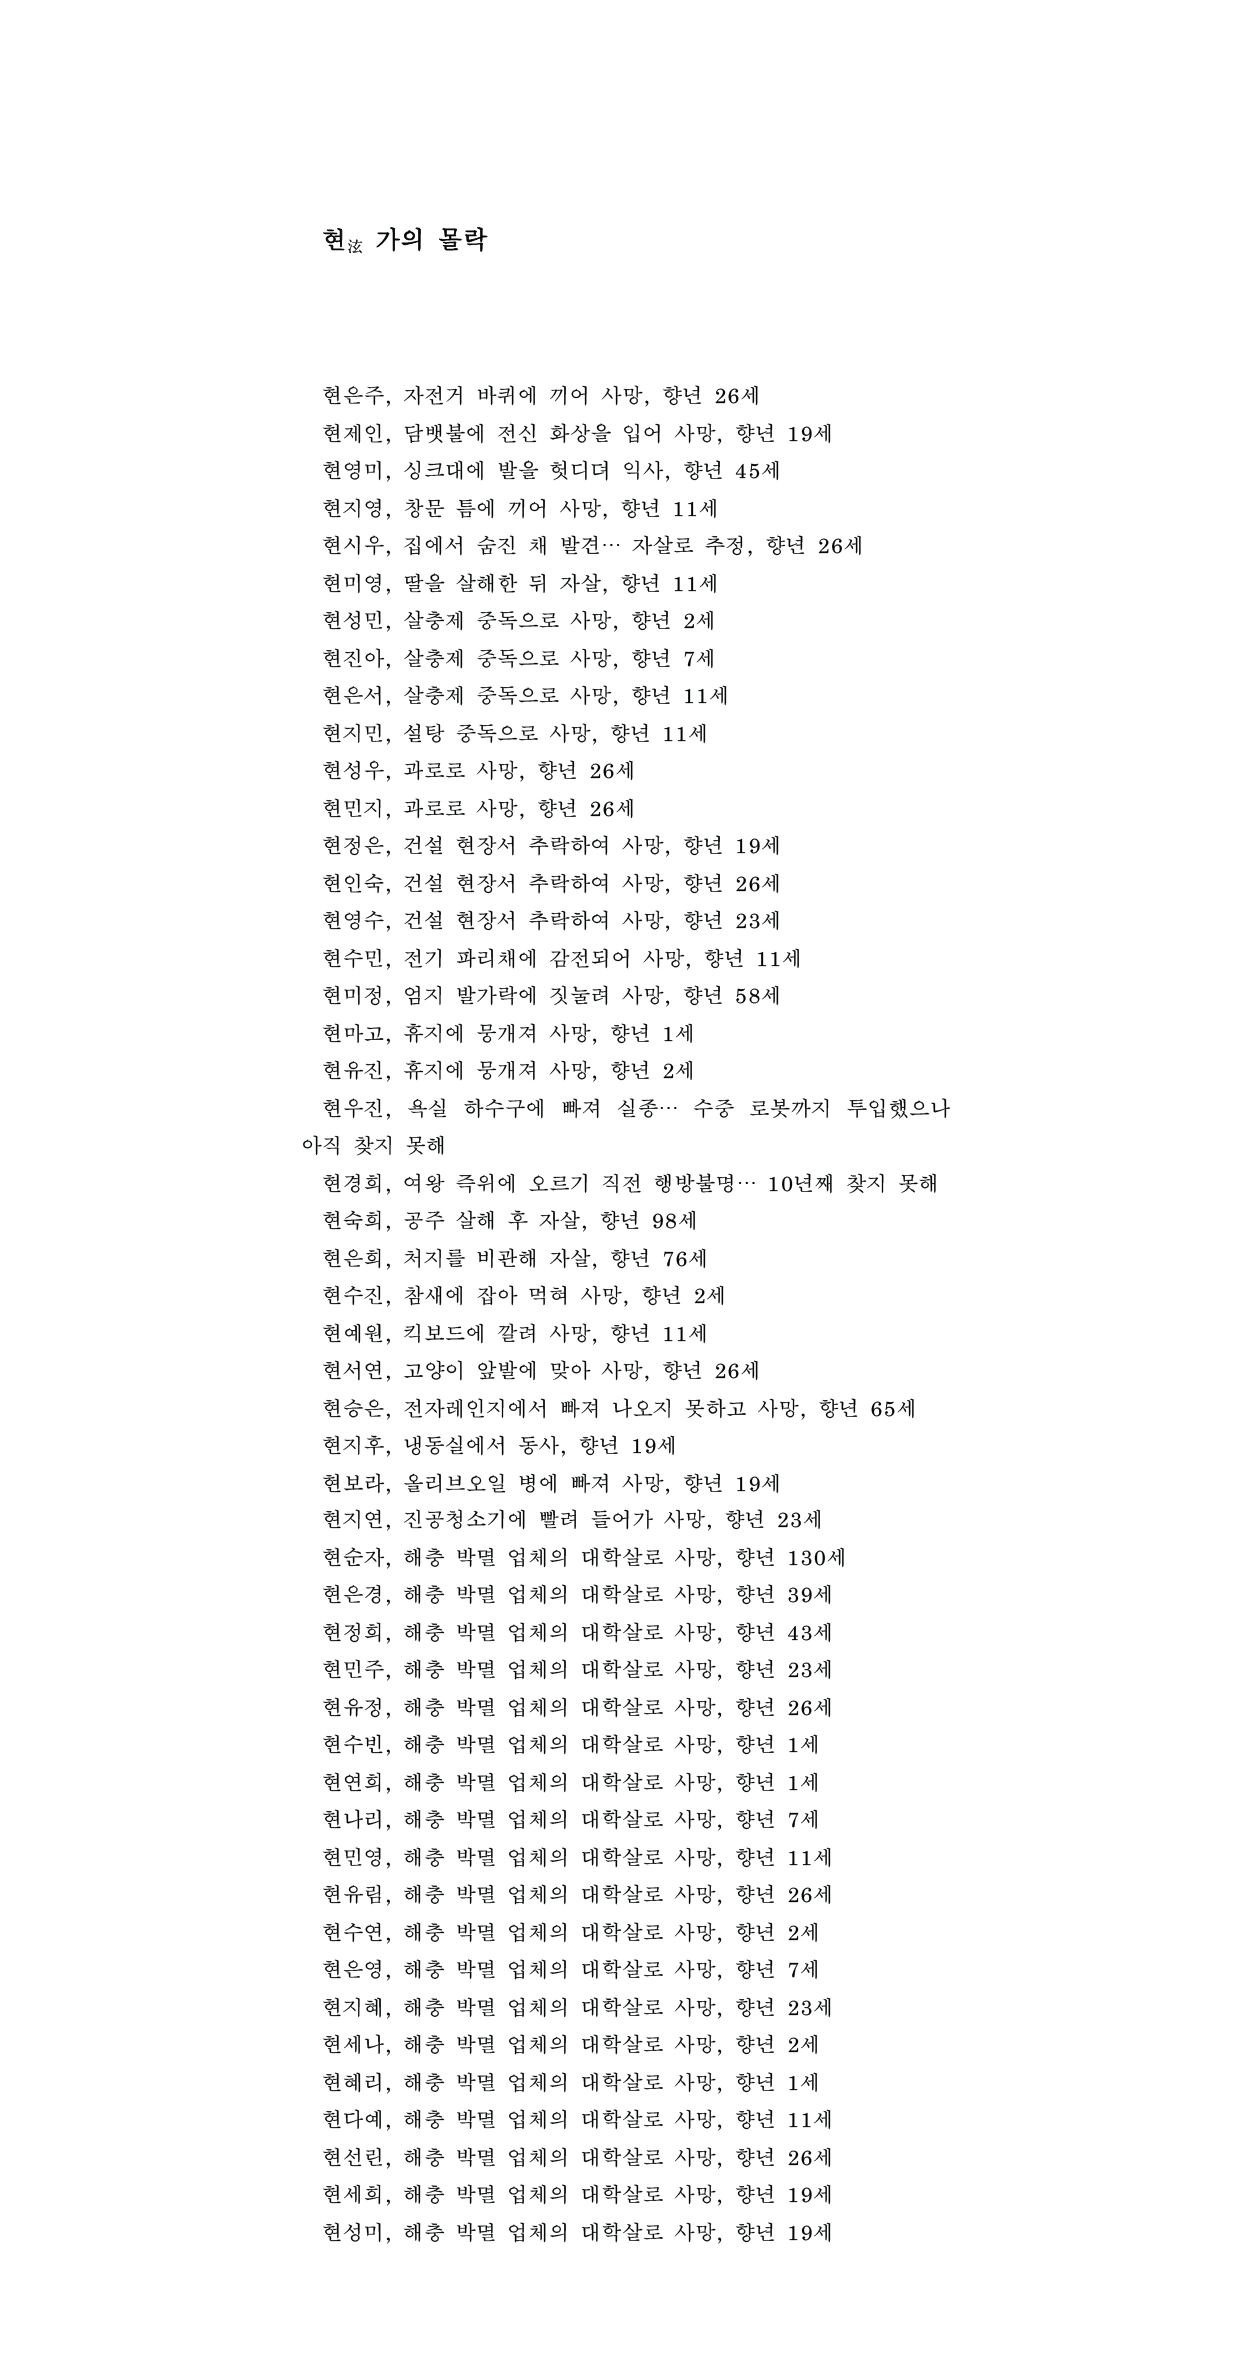 현泫 가의 몰락
현은주, 자전거 바퀴에 끼어 사망, 향년 26세
현제인, 담뱃불에 전신 화상을 입어 사망, 향년 19세
현영미, 싱크대에 발을 헛디뎌 익사, 향년 45세
현지영, 창문 틈에 끼어 사망, 향년 11세
현시우, 집에서 숨진 채 발견… 자살로 추정, 향년 26세
현미영, 딸을 살해한 뒤 자살, 향년 11세
현성민, 살충제 중독으로 사망, 향년 2세
현진아, 살충제 중독으로 사망, 향년 7세
현은서, 살충제 중독으로 사망, 향년 11세
현지민, 설탕 중독으로 사망, 향년 11세
현성우, 과로로 사망, 향년 26세
현민지, 과로로 사망, 향년 26세
현정은, 건설 현장서 추락하여 사망, 향년 19세
현인숙, 건설 현장서 추락하여 사망, 향년 26세
현영수, 건설 현장서 추락하여 사망, 향년 23세
현수민, 전기 파리채에 감전되어 사망, 향년 11세
현미정, 엄지 발가락에 짓눌려 사망, 향년 58세
현마고, 휴지에 뭉개져 사망, 향년 1세
현유진, 휴지에 뭉개져 사망, 향년 2세
현우진, 욕실 하수구에 빠져 실종… 수중 로봇까지 투입했으나
아직 찾지 못해
현경희, 여왕 즉위에 오르기 직전 행방불명… 10년째 찾지 못해
현숙희, 공주 살해 후 자살, 향년 98세
현은희, 처지를 비관해 자살, 향년 76세
현수진, 참새에 잡아 먹혀 사망, 향년 2세
현예원, 킥보드에 깔려 사망, 향년 11세
현서연, 고양이 앞발에 맞아 사망, 향년 26세
현승은, 전자레인지에서 빠져 나오지 못하고 사망, 향년 65세
현지후, 냉동실에서 동사, 향년 19세
현보라, 올리브오일 병에 빠져 사망, 향년 19세
현지연, 진공청소기에 빨려 들어가 사망, 향년 23세
현순자, 해충 박멸 업체의 대학살로 사망, 향년 130세
현은경, 해충 박멸 업체의 대학살로 사망, 향년 39세
현정희, 해충 박멸 업체의 대학살로 사망, 향년 43세
현민주, 해충 박멸 업체의 대학살로 사망, 향년 23세
현유정, 해충 박멸 업체의 대학살로 사망, 향년 26세
현수빈, 해충 박멸 업체의 대학살로 사망, 향년 1세
현연희, 해충 박멸 업체의 대학살로 사망, 향년 1세
현나리, 해충 박멸 업체의 대학살로 사망, 향년 7세
현민영, 해충 박멸 업체의 대학살로 사망, 향년 11세
현유림, 해충 박멸 업체의 대학살로 사망, 향년 26세
현수연, 해충 박멸 업체의 대학살로 사망, 향년 2세
현은영, 해충 박멸 업체의 대학살로 사망, 향년 7세
현지혜, 해충 박멸 업체의 대학살로 사망, 향년 23세
현세나, 해충 박멸 업체의 대학살로 사망, 향년 2세
현혜리, 해충 박멸 업체의 대학살로 사망, 향년 1세
현다예, 해충 박멸 업체의 대학살로 사망, 향년 11세
현선린, 해충 박멸 업체의 대학살로 사망, 향년 26세
현세희, 해충 박멸 업체의 대학살로 사망, 향년 19세
현성미, 해충 박멸 업체의 대학살로 사망, 향년 19세